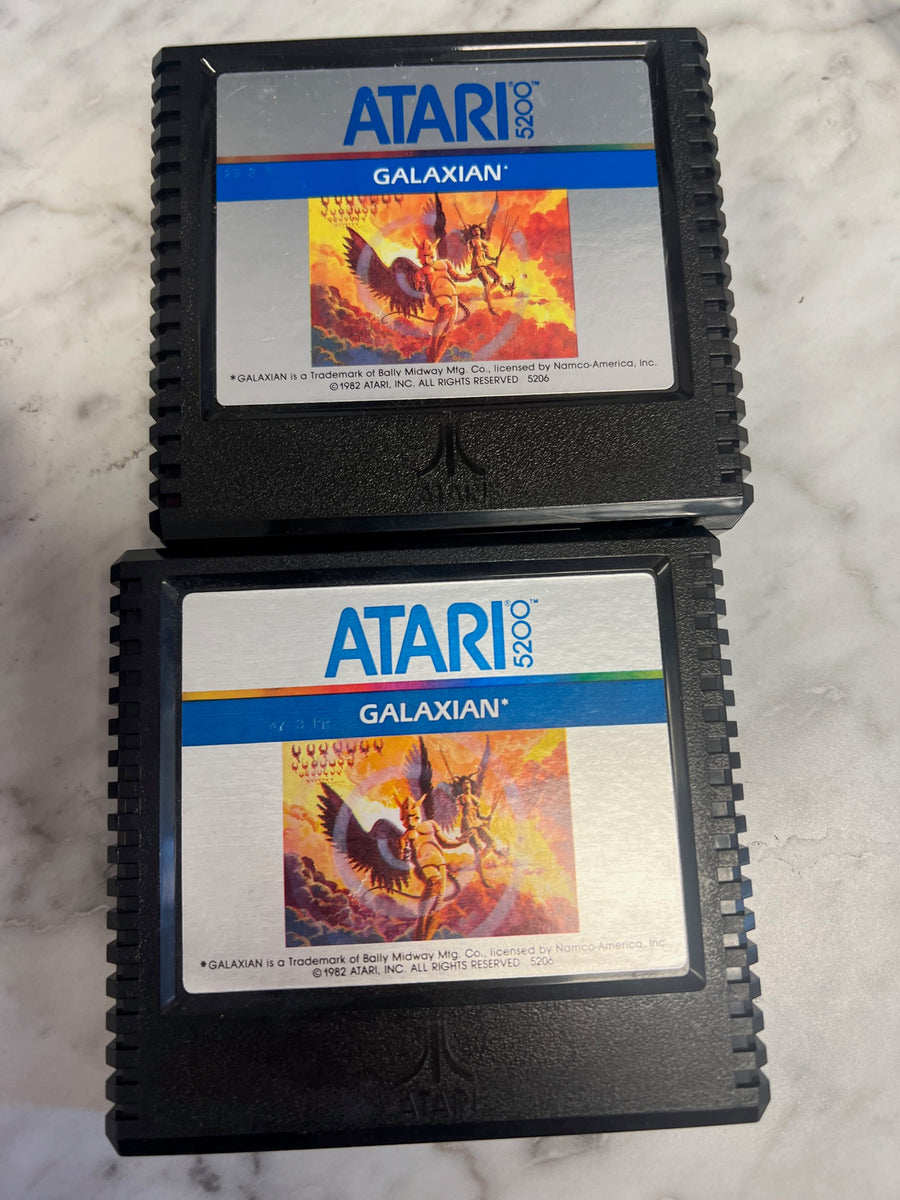 ATARI® 5200™
GALAXIAN*
*GALAXIAN is a Trademark of Bally Midway Mfg. Co., licensed by Namco-America, Inc.
©1982 ATARI, INC. ALL RIGHTS RESERVED 5206
ATARI
ATARI® 5200™
GALAXIAN*
*GALAXIAN is a Trademark of Bally Midway Mfg. Co., licensed by Namco-America, Inc.
©1982 ATARI, INC. ALL RIGHTS RESERVED 5206
ATARI